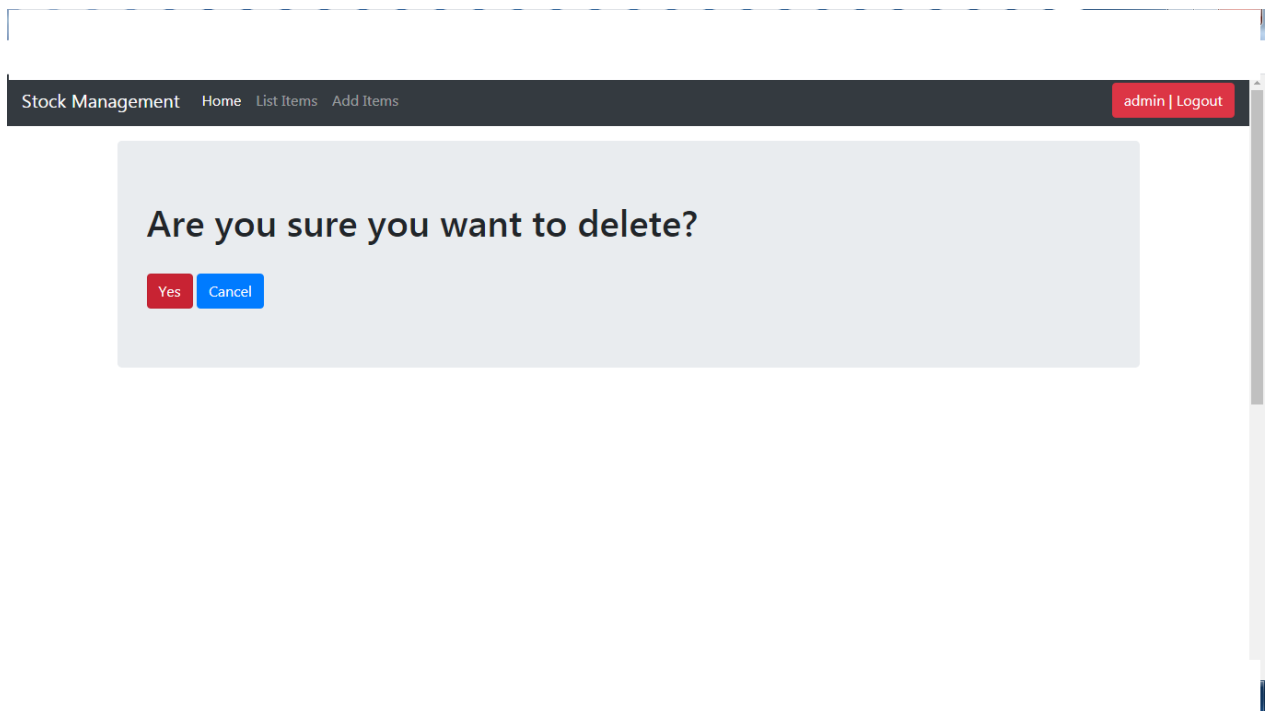 Stock Management Home List Items Add Items admin | Logout
Are you sure you want to delete?
Yes Cancel